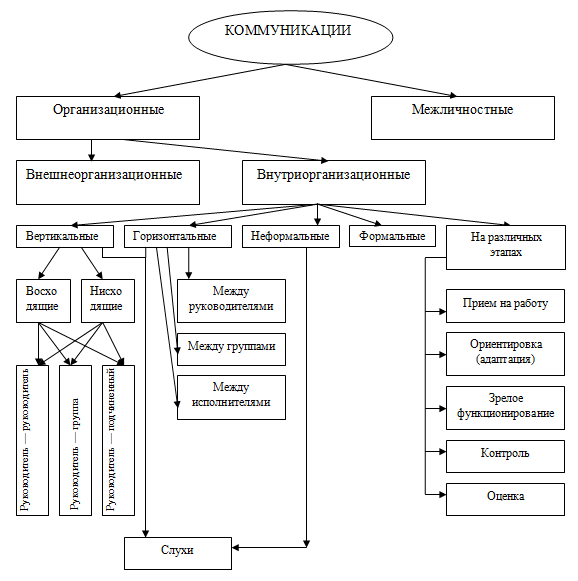 КОММУНИКАЦИИ
Организационные
Межличностные
Внешнеорганизационные
Внутриорганизационные
Вертикальные
Горизонтальные
Неформальные
Формальные
На различных
этапах
Восхо
дящие
Нисхо
дящие
Между
руководителями
Между группами
Между
исполнителями
Прием на работу
Ориентировка
(адаптация)
Зрелое
функционирование
Контроль
Оценка
Руководитель — руководитель
Руководитель — группа
Руководитель — подчиненный
Слухи